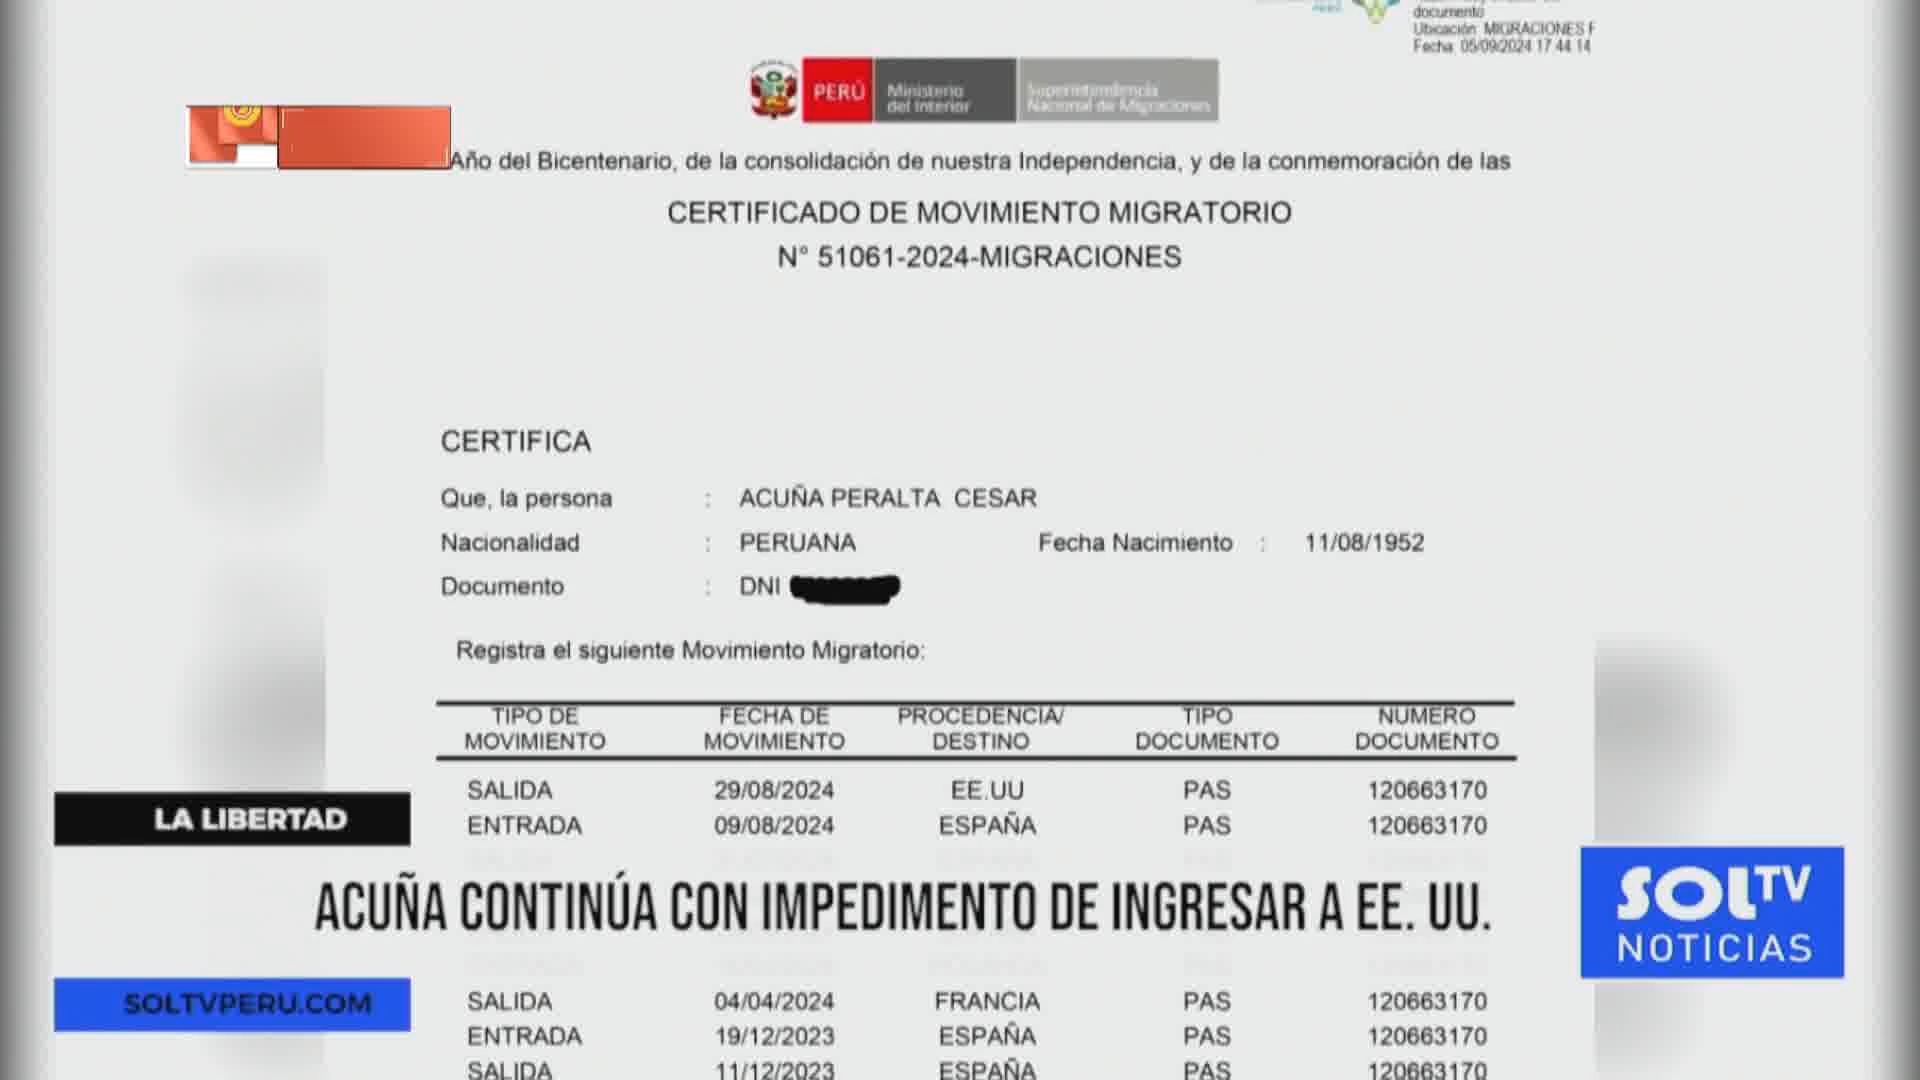 documento
Ubicación: MIGRACIONES F
Fecha: 05/09/2024 17 44 14
PERÚ
Ministerio
del Interior
Superintendencia
Nacional de Migraciones
Año del Bicentenario, de la consolidación de nuestra Independencia, y de la conmemoración de las
CERTIFICADO DE MOVIMIENTO MIGRATORIO
N° 51061-2024-MIGRACIONES
CERTIFICA
Que, la persona : ACUÑA PERALTA CESAR
Nacionalidad : PERUANA Fecha Nacimiento : 11/08/1952
Documento : DNI
Registra el siguiente Movimiento Migratorio:
TIPO DE MOVIMIENTO FECHA DE MOVIMIENTO PROCEDENCIA/ DESTINO TIPO DOCUMENTO NUMERO DOCUMENTO
SALIDA 29/08/2024 EE.UU PAS 120663170
ENTRADA 09/08/2024 ESPAÑA PAS 120663170
LA LIBERTAD
ACUÑA CONTINÚA CON IMPEDIMENTO DE INGRESAR A EE. UU.
SOLTV
NOTICIAS
SOLTVPERU.COM
SALIDA 04/04/2024 FRANCIA PAS 120663170
ENTRADA 19/12/2023 ESPAÑA PAS 120663170
SALIDA 11/12/2023 ESPAÑA PAS 120663170